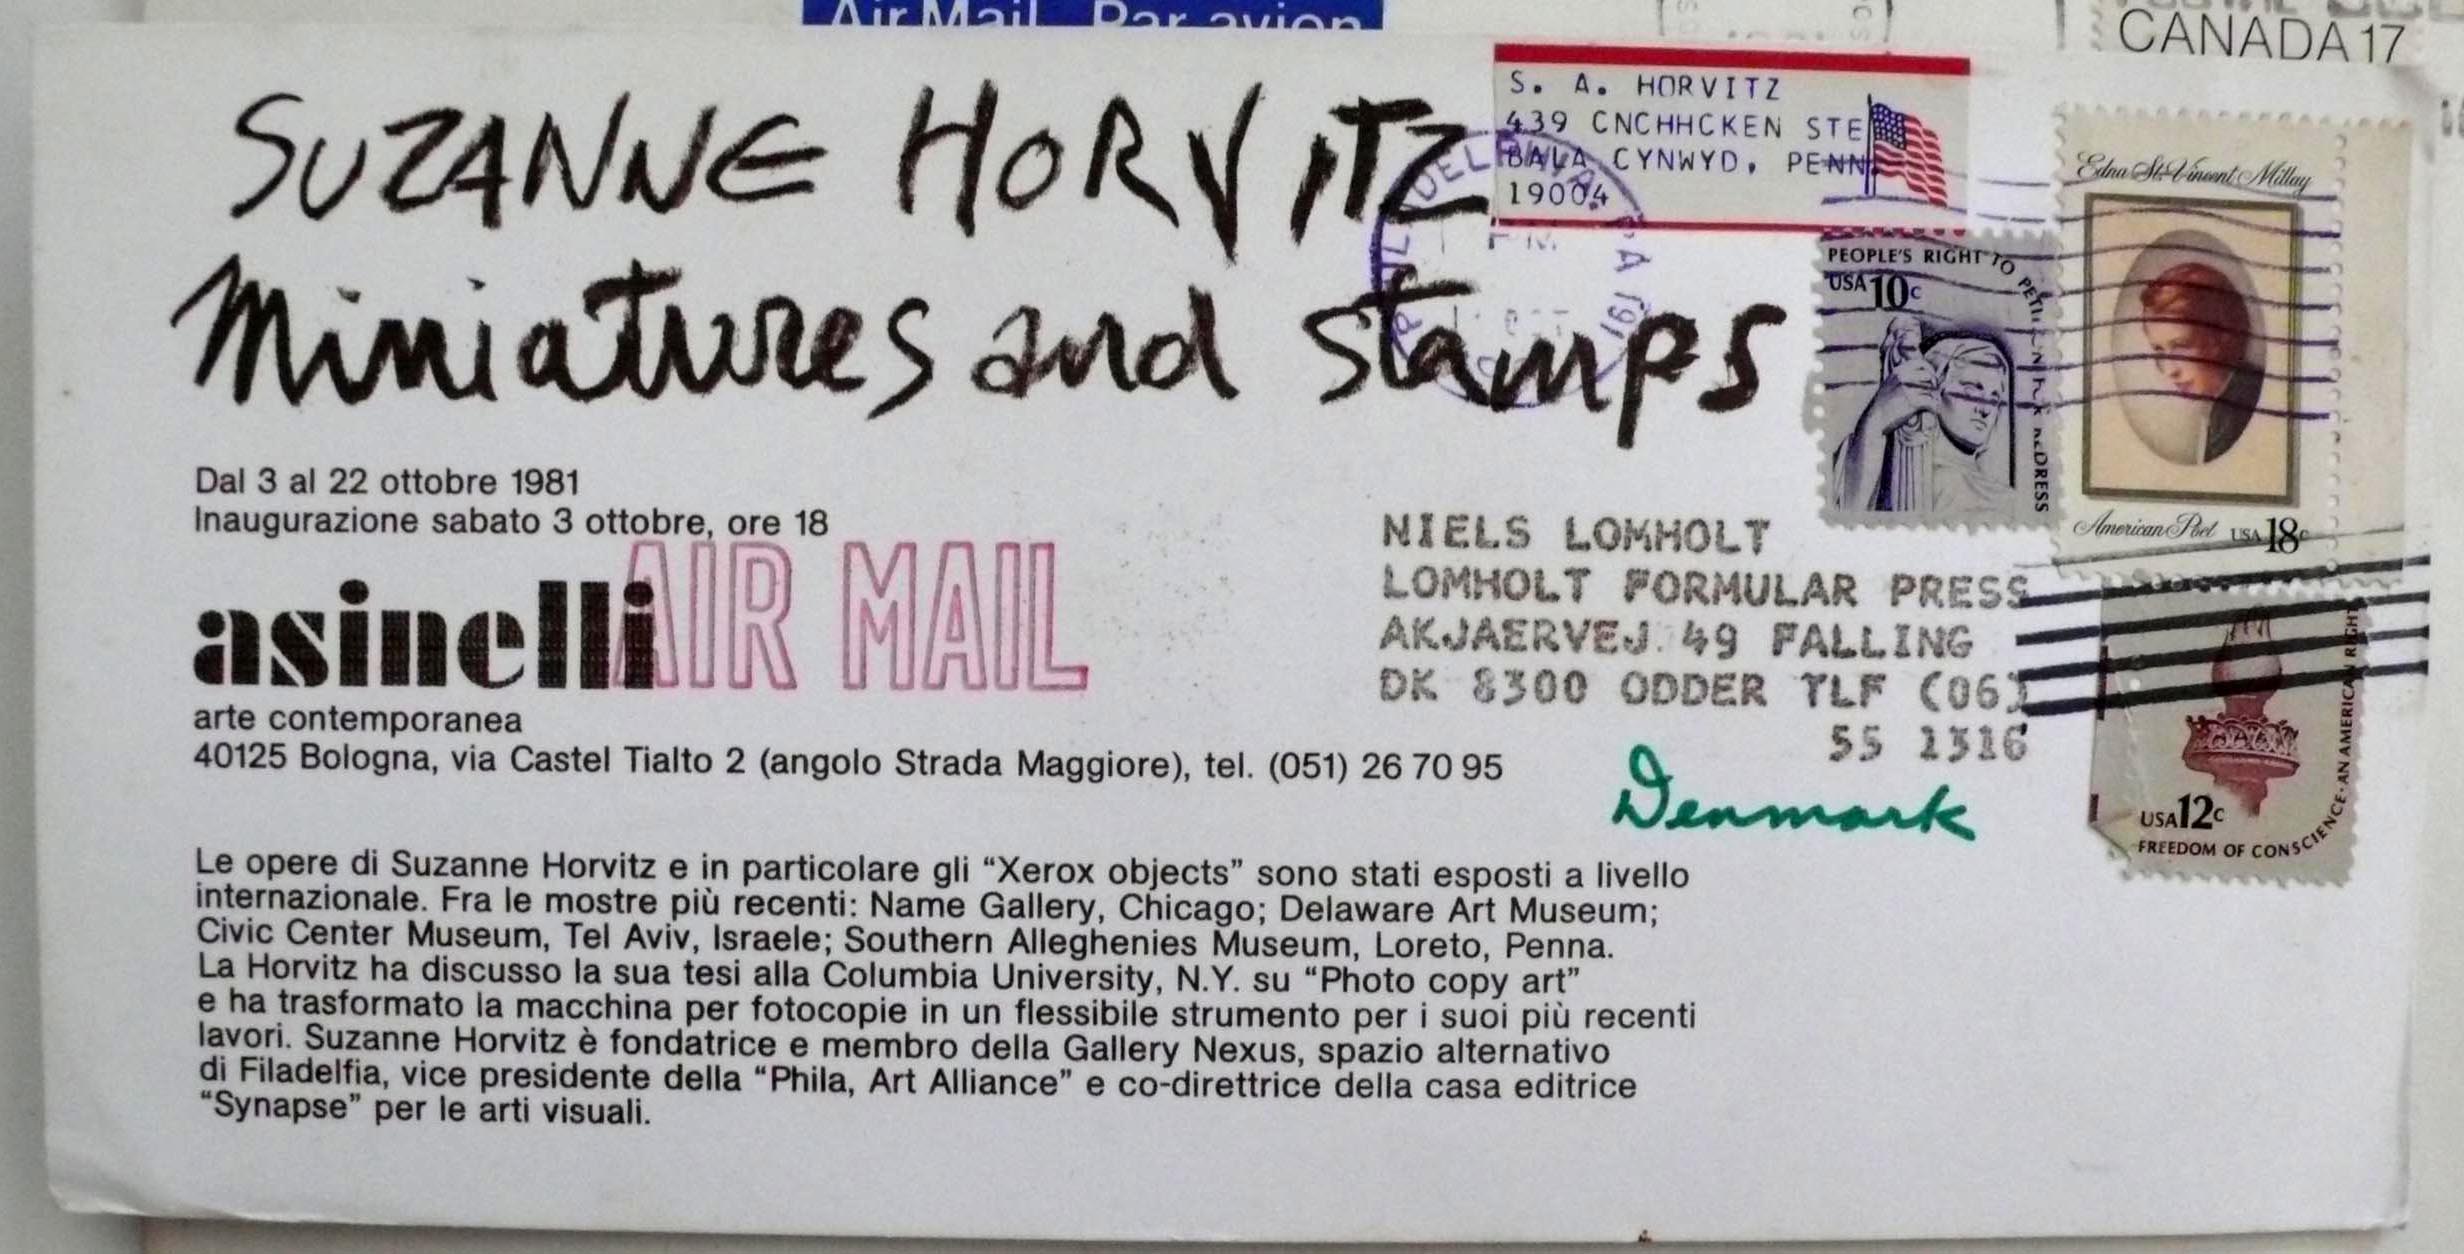 Air Mail Par avion
CANADA 17
SUZANNE HORVITZ
Miniatures and stamps
S. A. HORVITZ
439 CNCHHCKEN STE
BALA CYNWYD, PENN
19004
PHILADELPHIA, PA 191
PM
PEOPLE'S RIGHT TO PETITION FOR REDRESS
USA 10c
Edna St. Vincent Millay
American Poet USA 18c
USA 12c
FREEDOM OF CONSCIENCE · AN AMERICAN RIGHT
Dal 3 al 22 ottobre 1981
Inaugurazione sabato 3 ottobre, ore 18
AIR MAIL
asinelli
arte contemporanea
40125 Bologna, via Castel Tialto 2 (angolo Strada Maggiore), tel. (051) 26 70 95
NIELS LOMHOLT
LOMHOLT FORMULAR PRESS
AKJAERVEJ 49 FALLING
DK 8300 ODDER TLF (06)
55 1316
Denmark
Le opere di Suzanne Horvitz e in particolare gli “Xerox objects” sono stati esposti a livello
internazionale. Fra le mostre più recenti: Name Gallery, Chicago; Delaware Art Museum;
Civic Center Museum, Tel Aviv, Israele; Southern Alleghenies Museum, Loreto, Penna.
La Horvitz ha discusso la sua tesi alla Columbia University, N.Y. su “Photo copy art”
e ha trasformato la macchina per fotocopie in un flessibile strumento per i suoi più recenti
lavori. Suzanne Horvitz è fondatrice e membro della Gallery Nexus, spazio alternativo
di Filadelfia, vice presidente della “Phila, Art Alliance” e co-direttrice della casa editrice
“Synapse” per le arti visuali.